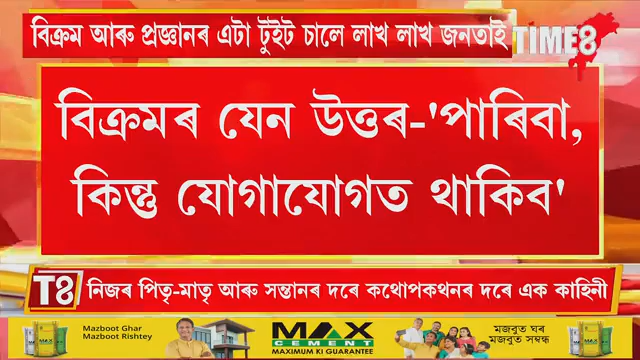 বিক্ৰম আৰু প্ৰজ্ঞানৰ এটা টুইট চালে লাখ লাখ জনতাই
TIME8
বিক্ৰমৰ যেন উত্তৰ-'পাৰিবা,
কিন্তু যোগাযোগত থাকিব'
T8 নিজৰ পিতৃ-মাতৃ আৰু সন্তানৰ দৰে কথোপকথনৰ দৰে এক কাহিনী
Mazboot Ghar
Mazboot Rishtey
MAX
CEMENT
MAXIMUM KI GUARANTEE
মজবুত ঘৰ
মজবুত সম্বন্ধ